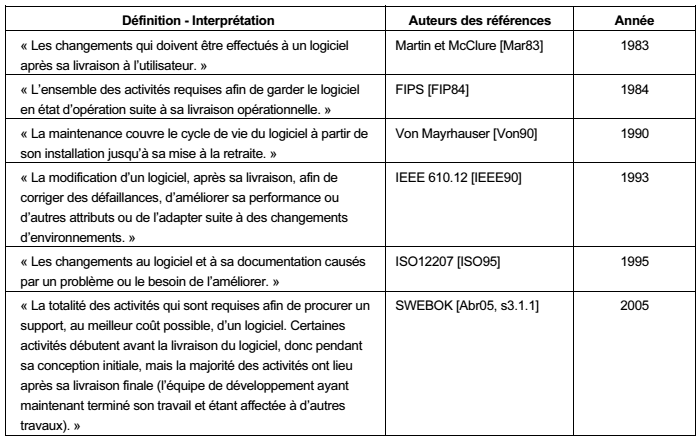 Définition - Interprétation
Auteurs des références
Année
« Les changements qui doivent être effectués à un logiciel
après sa livraison à l'utilisateur. »
Martin et McClure [Mar83]
1983
« L'ensemble des activités requises afin de garder le logiciel
en état d'opération suite à sa livraison opérationnelle. »
FIPS [FIP84]
1984
« La maintenance couvre le cycle de vie du logiciel à partir de
son installation jusqu'à sa mise à la retraite. »
Von Mayrhauser [Von90]
1990
« La modification d'un logiciel, après sa livraison, afin de
corriger des défaillances, d'améliorer sa performance ou
d'autres attributs ou de l'adapter suite à des changements
d'environnements. »
IEEE 610.12 [IEEE90]
1993
« Les changements au logiciel et à sa documentation causés
par un problème ou le besoin de l'améliorer. »
ISO12207 [ISO95]
1995
« La totalité des activités qui sont requises afin de procurer un
support, au meilleur coût possible, d'un logiciel. Certaines
activités débutent avant la livraison du logiciel, donc pendant
sa conception initiale, mais la majorité des activités ont lieu
après sa livraison finale (l'équipe de développement ayant
maintenant terminé son travail et étant affectée à d'autres
travaux). »
SWEBOK [Abr05, s3.1.1]
2005